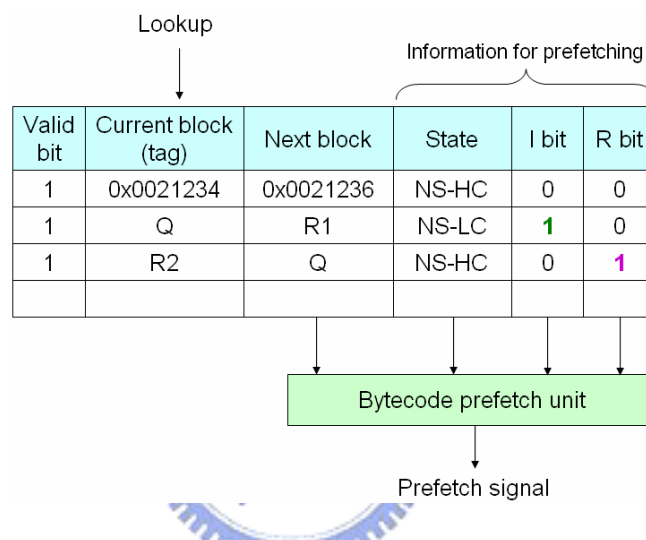 Lookup
Information for prefetching
Valid bit Current block (tag) Next block State I bit R bit
1 0x0021234 0x0021236 NS-HC 0 0
1 Q R1 NS-LC 1 0
1 R2 Q NS-HC 0 1
Bytecode prefetch unit
Prefetch signal